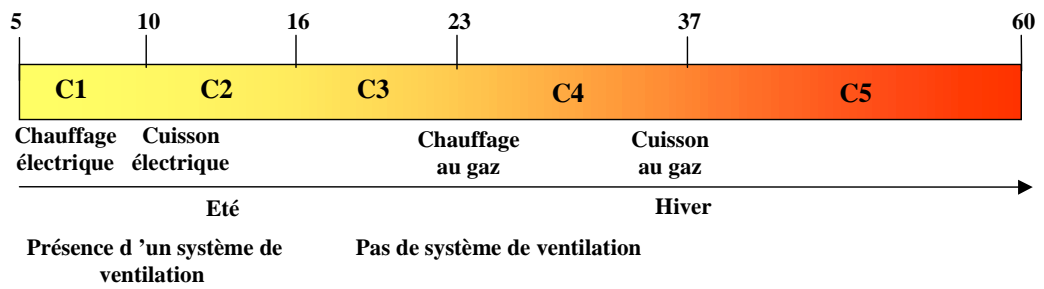 5 10 16 23 37 60
C1 C2 C3 C4 C5
Chauffage Cuisson Chauffage Cuisson
électrique électrique au gaz au gaz
Eté Hiver
Présence d ’un système de Pas de système de ventilation
ventilation